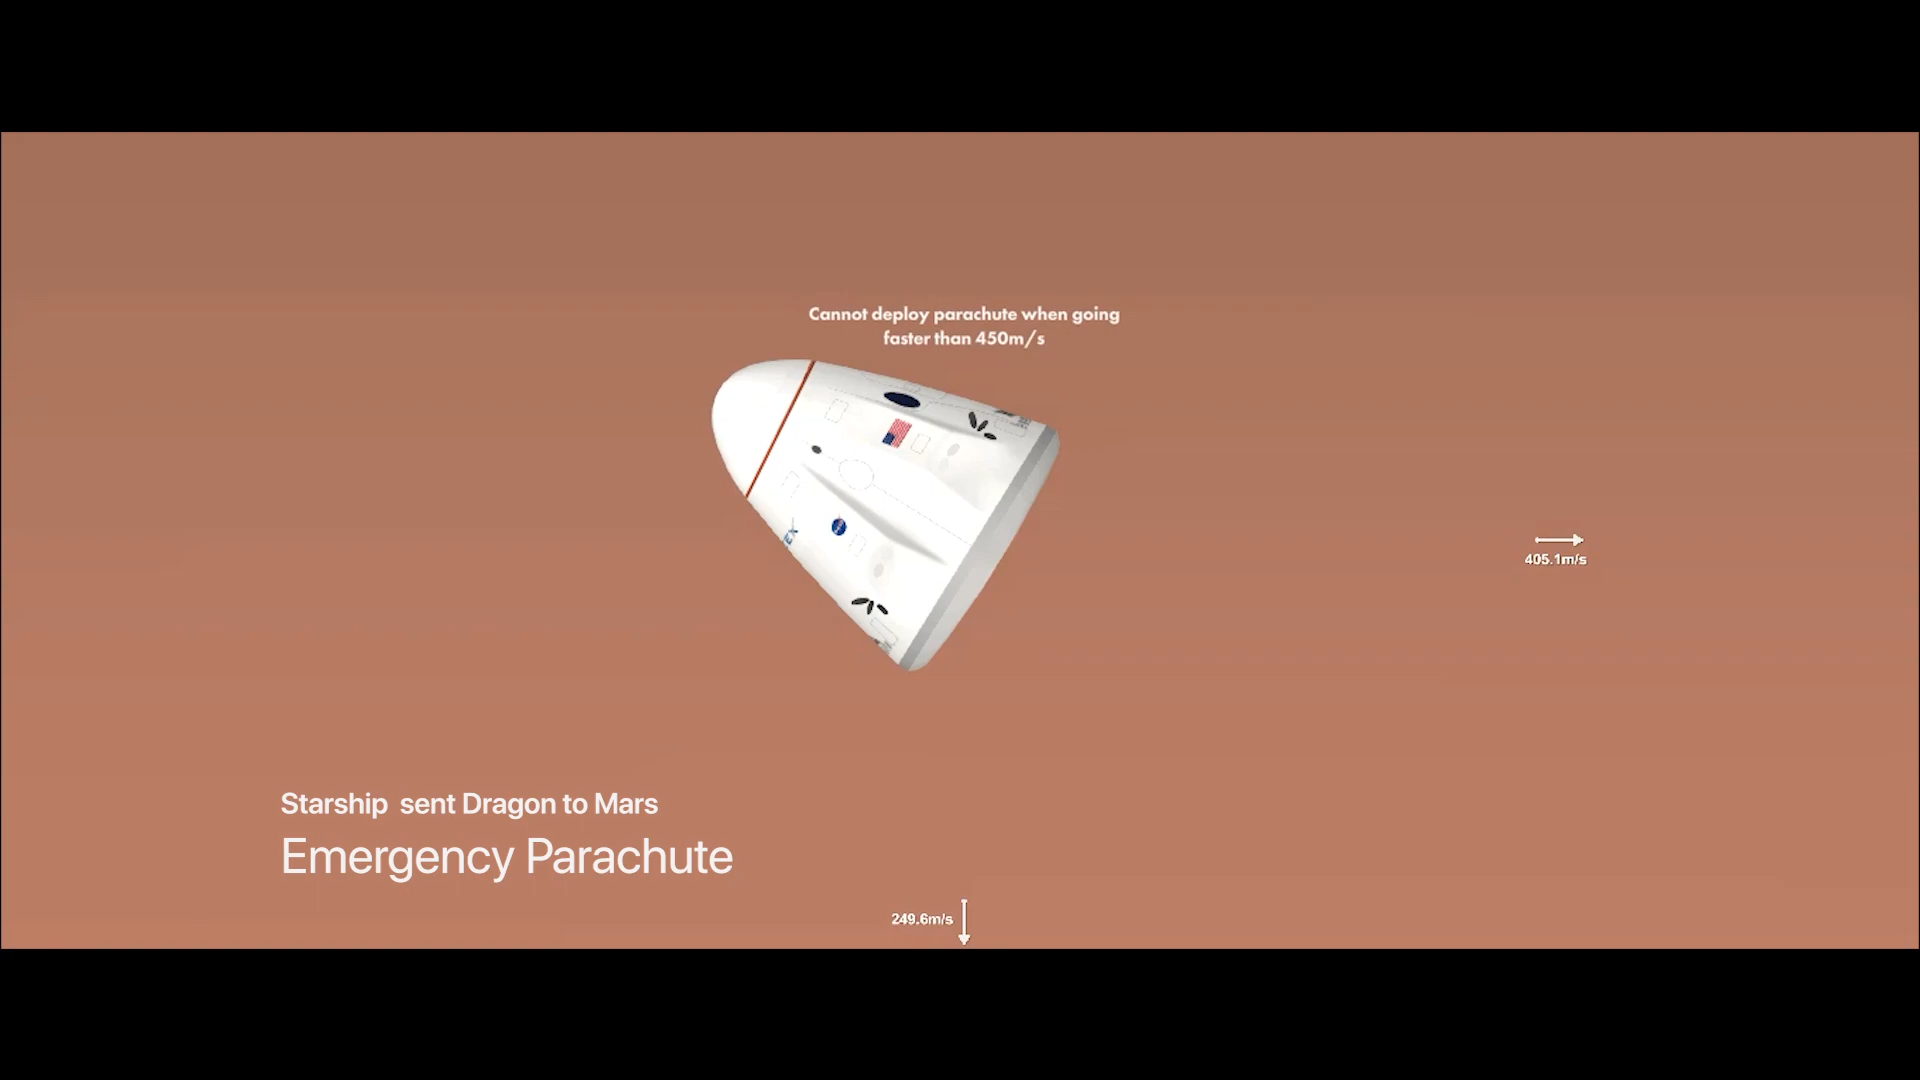 Cannot deploy parachute when going
faster than 450m/s
405.1m/s
Starship  sent Dragon to Mars
Emergency Parachute
249.6m/s